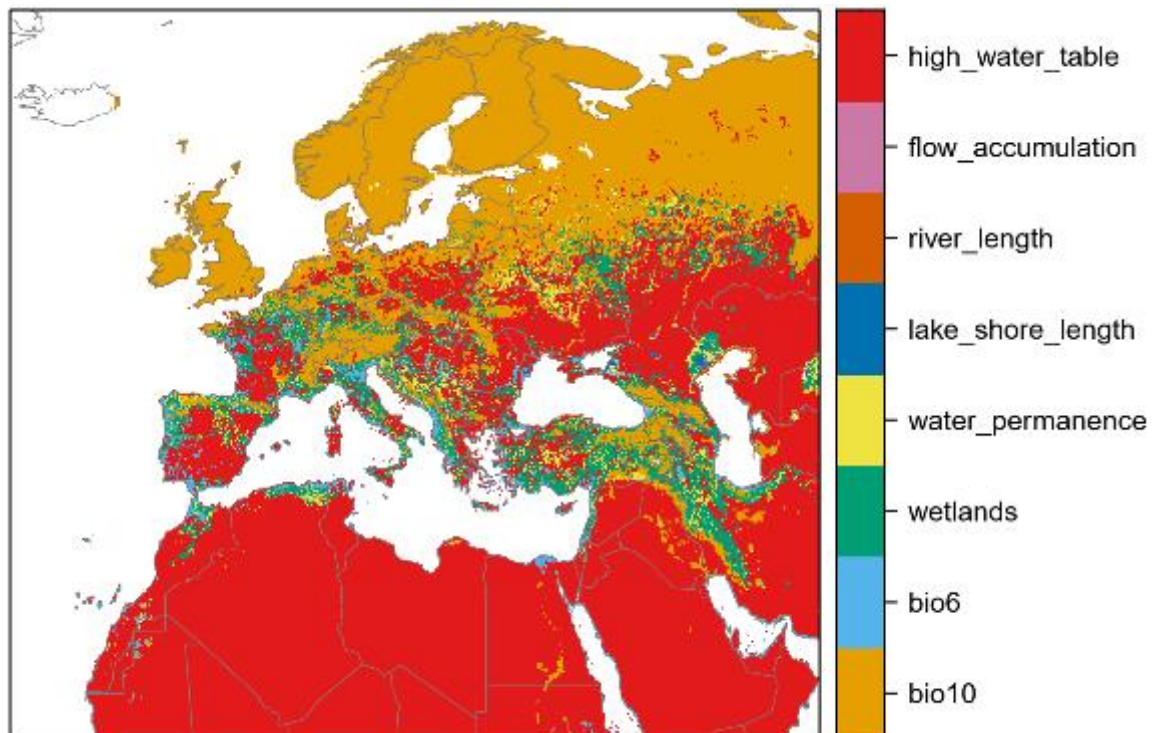 high_water_table
flow_accumulation
river_length
lake_shore_length
water_permanence
wetlands
bio6
bio10